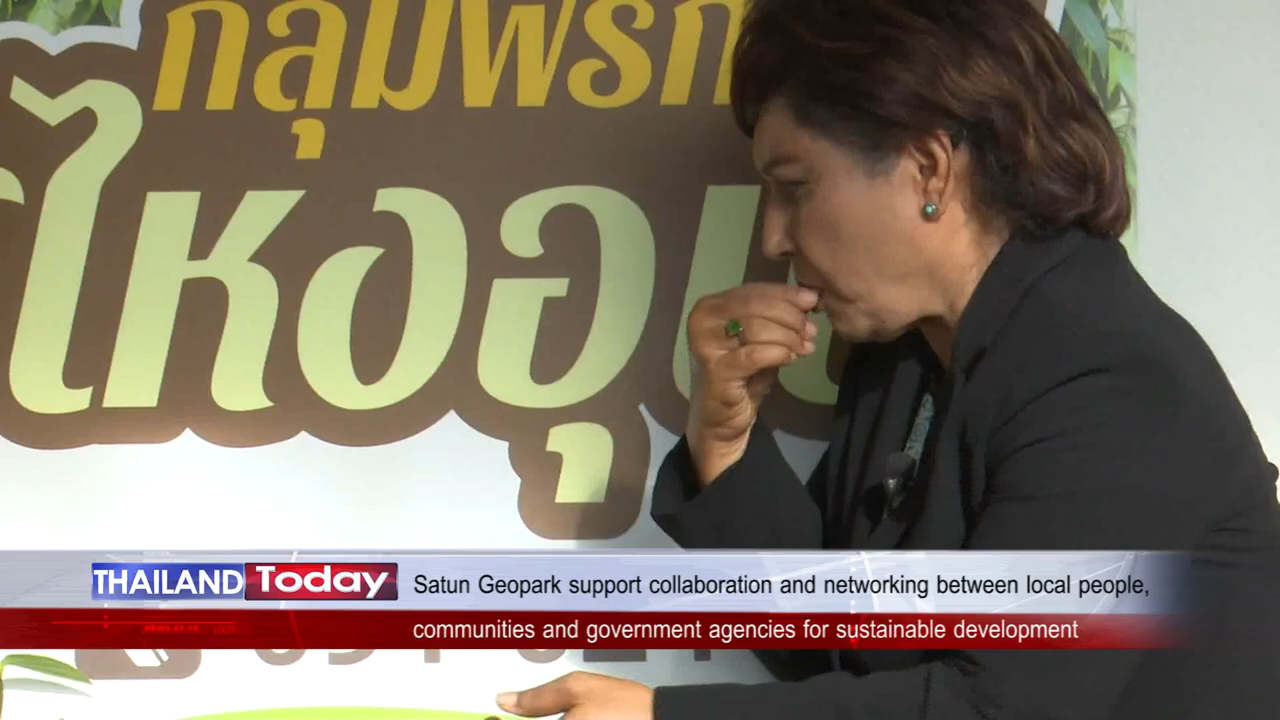 กลุ่มพริก
ไหงอุ
THAILAND Today
Satun Geopark support collaboration and networking between local people,
communities and government agencies for sustainable development